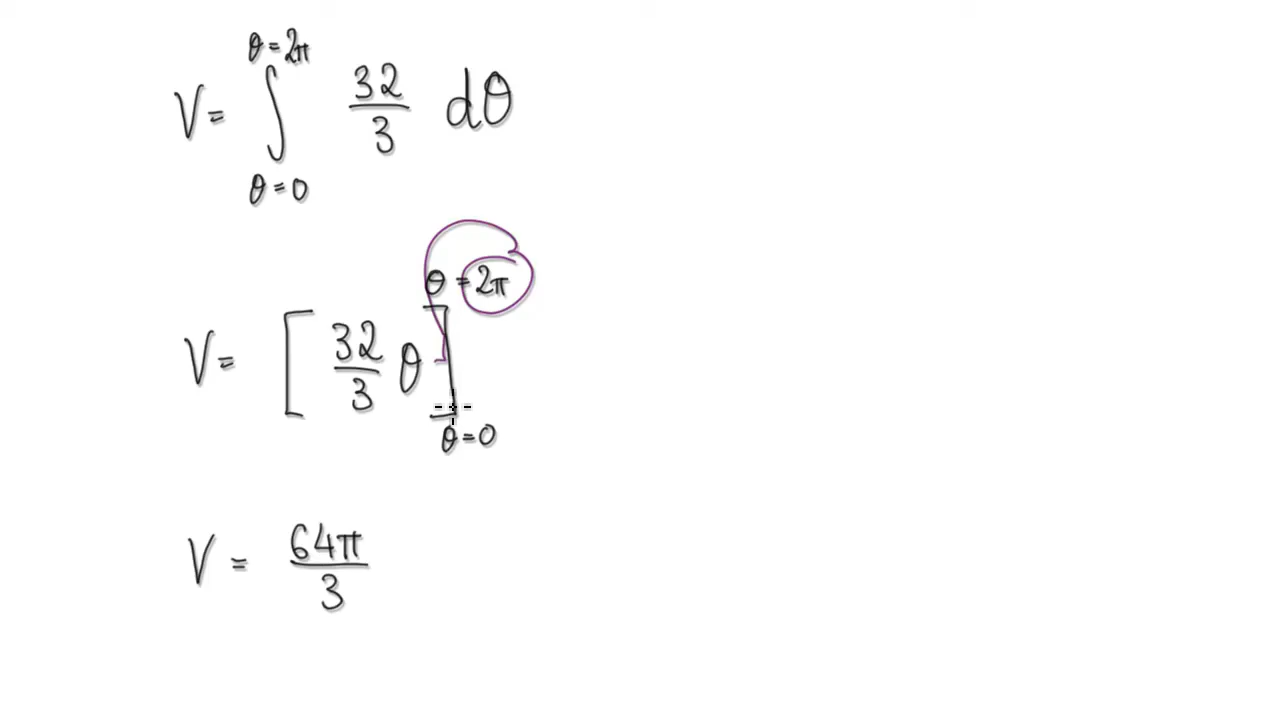 V = ∫_{θ=0}^{θ=2π} 32/3 dθ
V = [32/3 θ]_{θ=0}^{θ=2π}
V = 64π/3